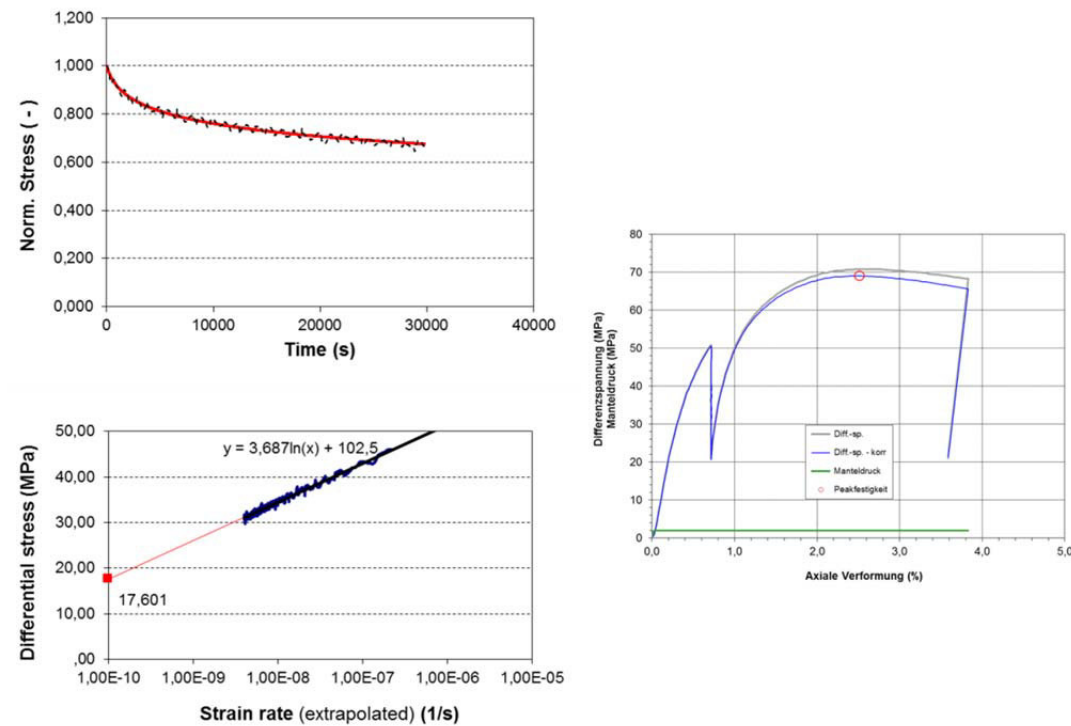 1,200
1,000
0,800
0,600
0,400
0,200
0,000
Norm. Stress ( - )
0 10000 20000 30000 40000
Time (s)
50,00
40,00
30,00
20,00
10,00
,00
Differential stress (MPa)
y = 3,687ln(x) + 102,5
17,601
1,00E-10 1,00E-09 1,00E-08 1,00E-07 1,00E-06 1,00E-05
Strain rate (extrapolated) (1/s)
80
70
60
50
40
30
20
10
0
Differenzspannung (MPa)
Manteldruck (MPa)
Diff.-sp.
Diff.-sp. - korr
Manteldruck
Peakfestigkeit
0,0 1,0 2,0 3,0 4,0 5,0
Axiale Verformung (%)